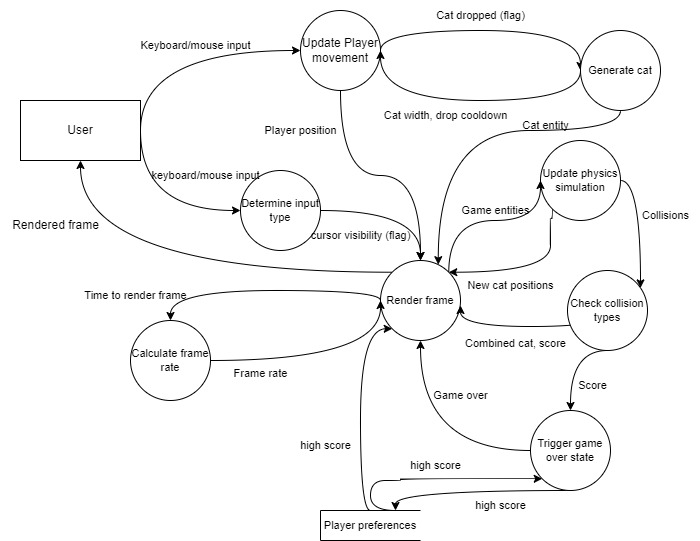 Cat dropped (flag)
Keyboard/mouse input
Update Player
movement
Generate cat
Cat width, drop cooldown
User
Player position
Cat entity
keyboard/mouse input
Update physics
simulation
Determine input
type
Game entities
Collisions
Rendered frame
cursor visibility (flag)
New cat positions
Time to render frame
Render frame
Check collision
types
Combined cat, score
Calculate frame
rate
Frame rate
Score
Game over
high score
Trigger game
over state
high score
high score
Player preferences